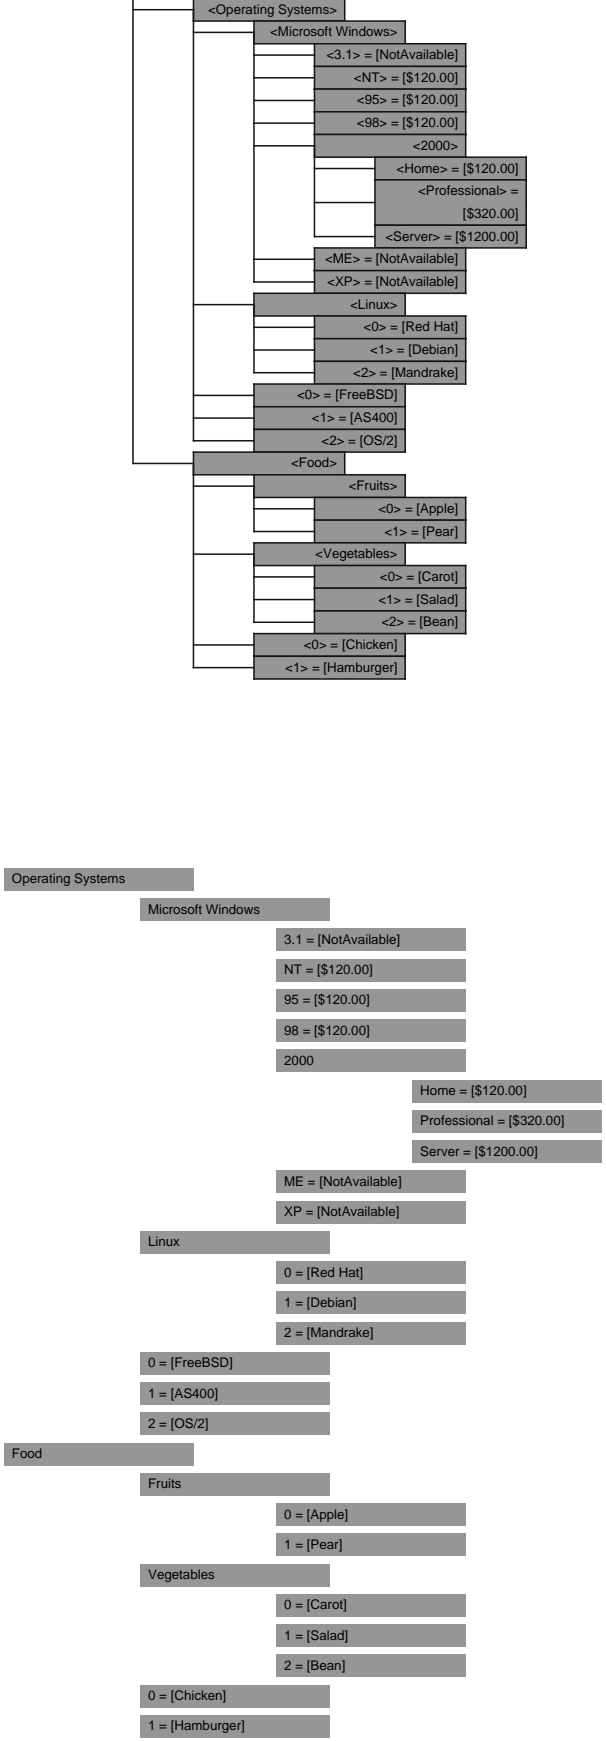 <Operating Systems>
<Microsoft Windows>
<3.1> = [NotAvailable]
<NT> = [$120.00]
<95> = [$120.00]
<98> = [$120.00]
<2000>
<Home> = [$120.00]
<Professional> =
[$320.00]
<Server> = [$1200.00]
<ME> = [NotAvailable]
<XP> = [NotAvailable]
<Linux>
<0> = [Red Hat]
<1> = [Debian]
<2> = [Mandrake]
<0> = [FreeBSD]
<1> = [AS400]
<2> = [OS/2]
<Food>
<Fruits>
<0> = [Apple]
<1> = [Pear]
<Vegetables>
<0> = [Carot]
<1> = [Salad]
<2> = [Bean]
<0> = [Chicken]
<1> = [Hamburger]
Operating Systems
Microsoft Windows
3.1 = [NotAvailable]
NT = [$120.00]
95 = [$120.00]
98 = [$120.00]
2000
Home = [$120.00]
Professional = [$320.00]
Server = [$1200.00]
ME = [NotAvailable]
XP = [NotAvailable]
Linux
0 = [Red Hat]
1 = [Debian]
2 = [Mandrake]
0 = [FreeBSD]
1 = [AS400]
2 = [OS/2]
Food
Fruits
0 = [Apple]
1 = [Pear]
Vegetables
0 = [Carot]
1 = [Salad]
2 = [Bean]
0 = [Chicken]
1 = [Hamburger]